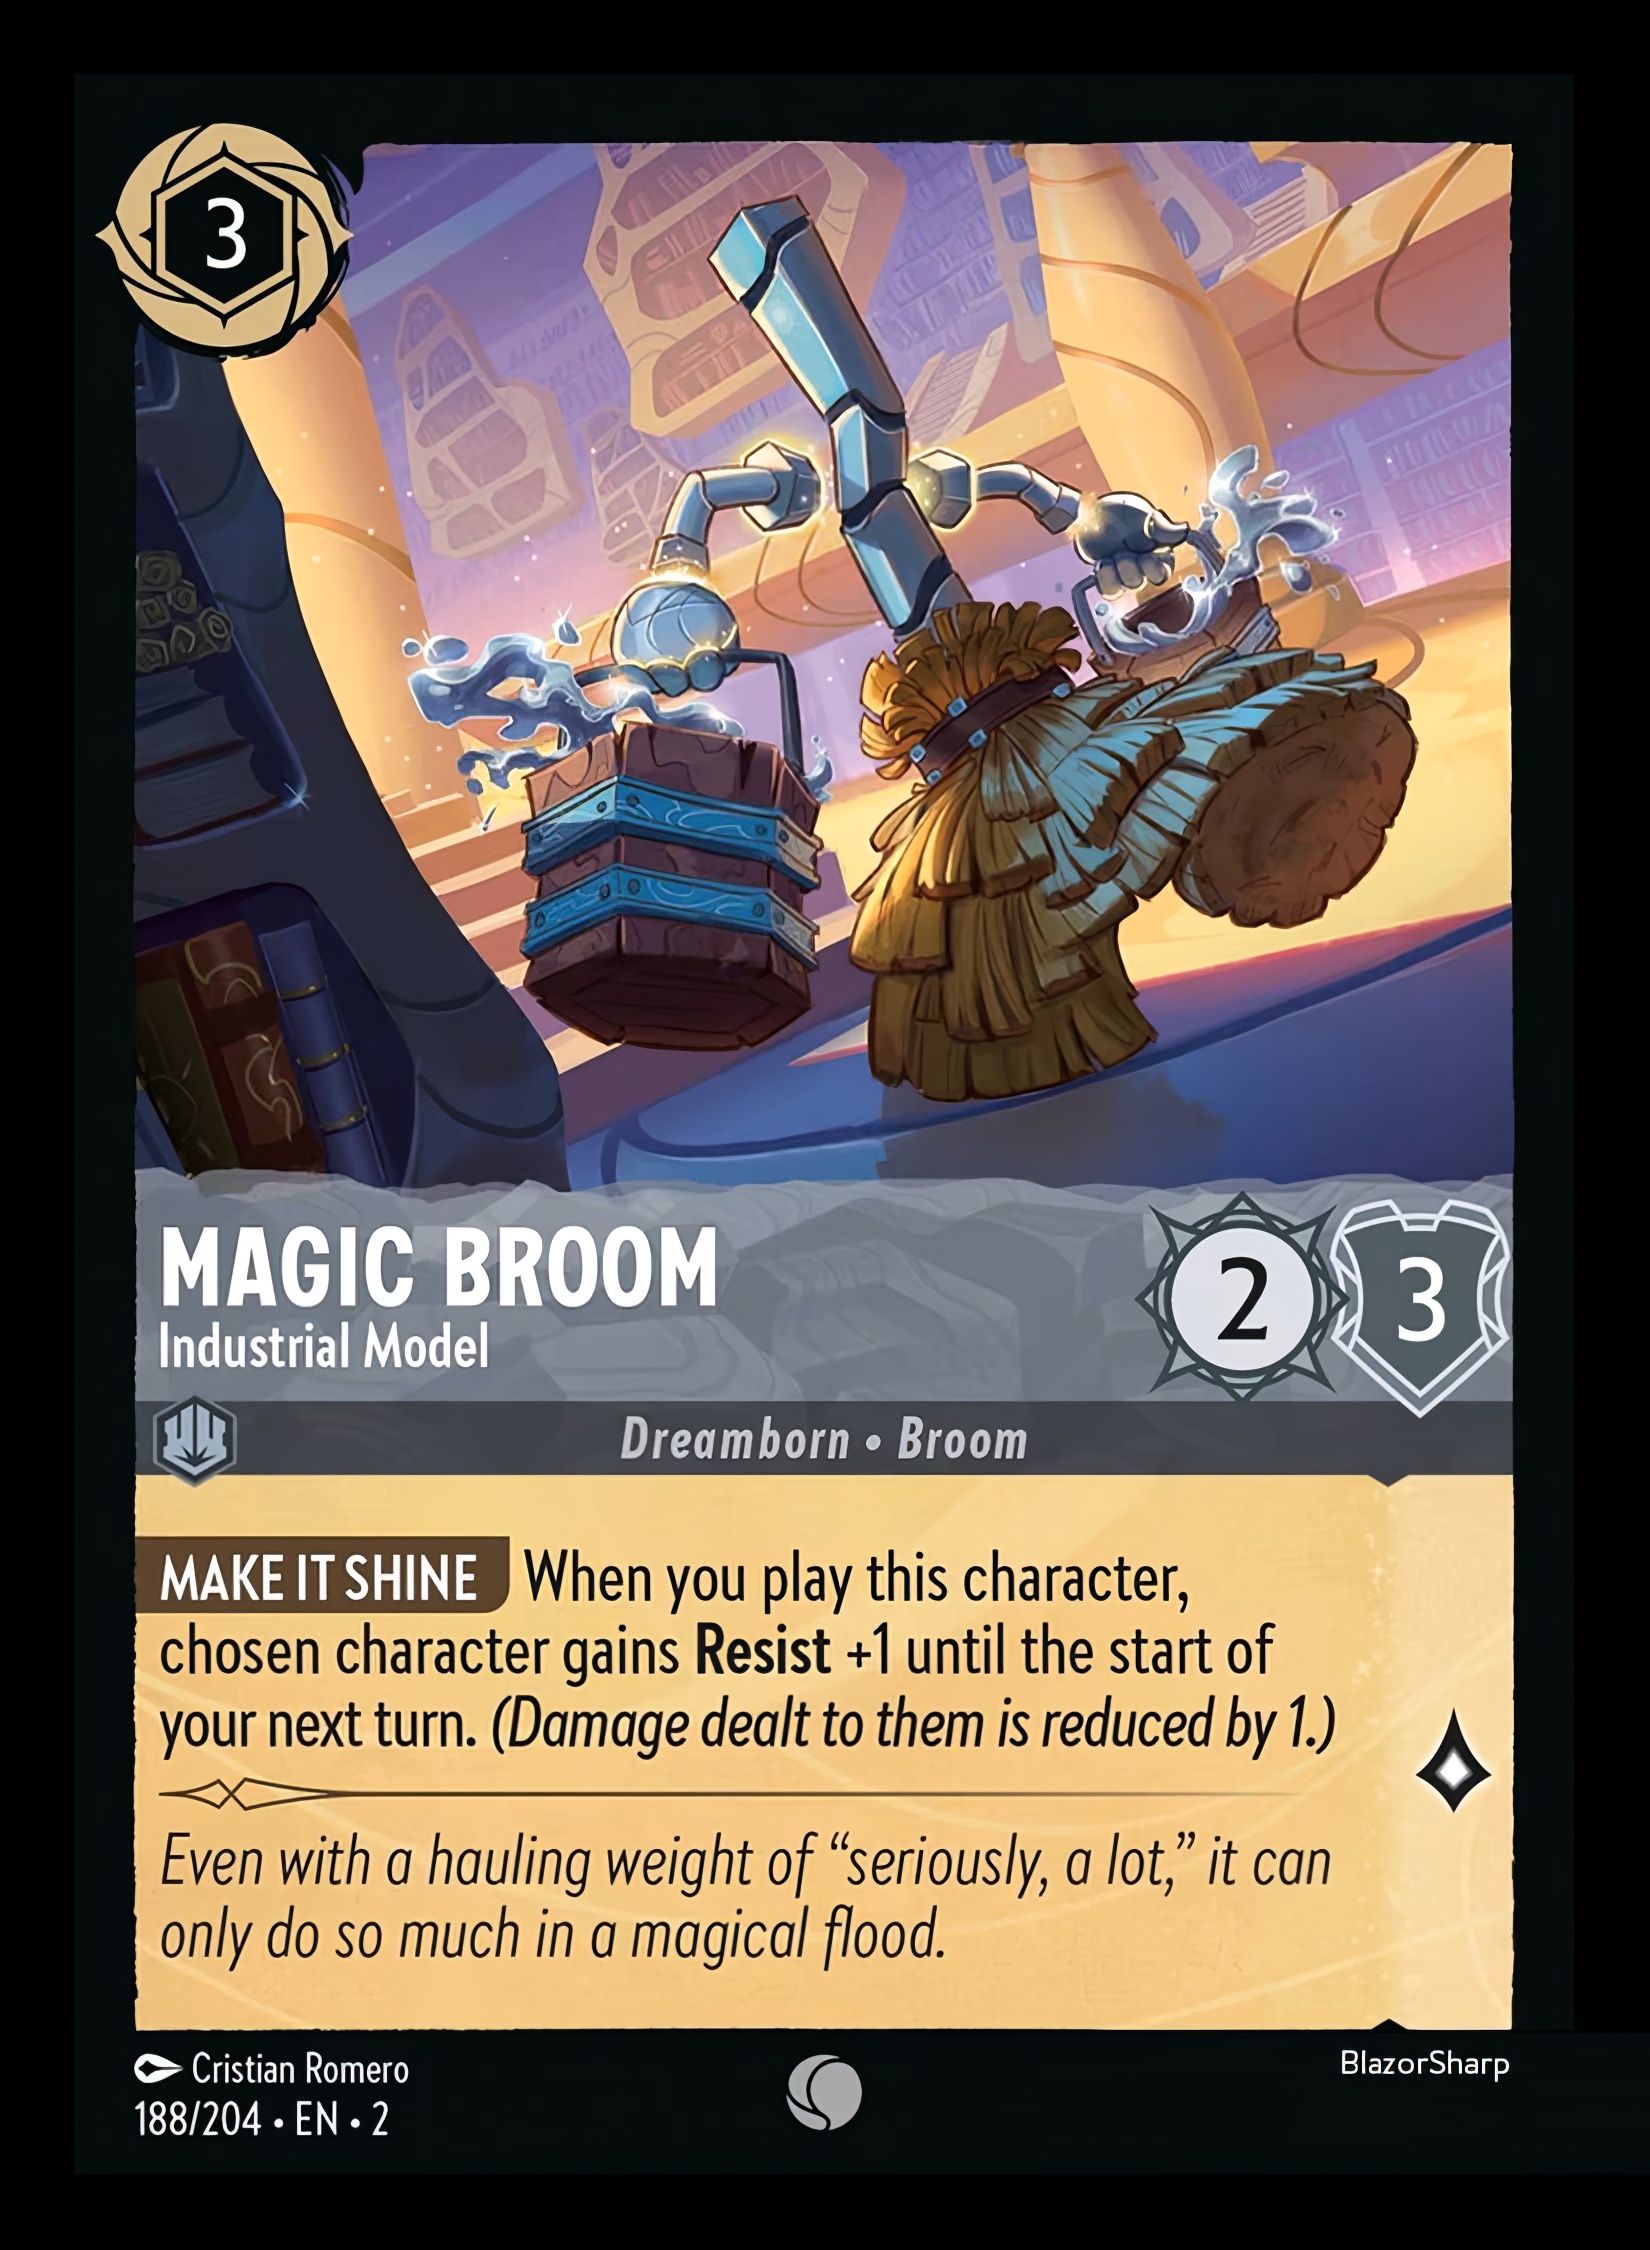 3
MAGIC BROOM
Industrial Model
2
3
Dreamborn • Broom
MAKE IT SHINE When you play this character,
chosen character gains Resist +1 until the start of
your next turn. (Damage dealt to them is reduced by 1.)
Even with a hauling weight of “seriously, a lot,” it can
only do so much in a magical flood.
Cristian Romero
BlazorSharp
188/204 • EN • 2